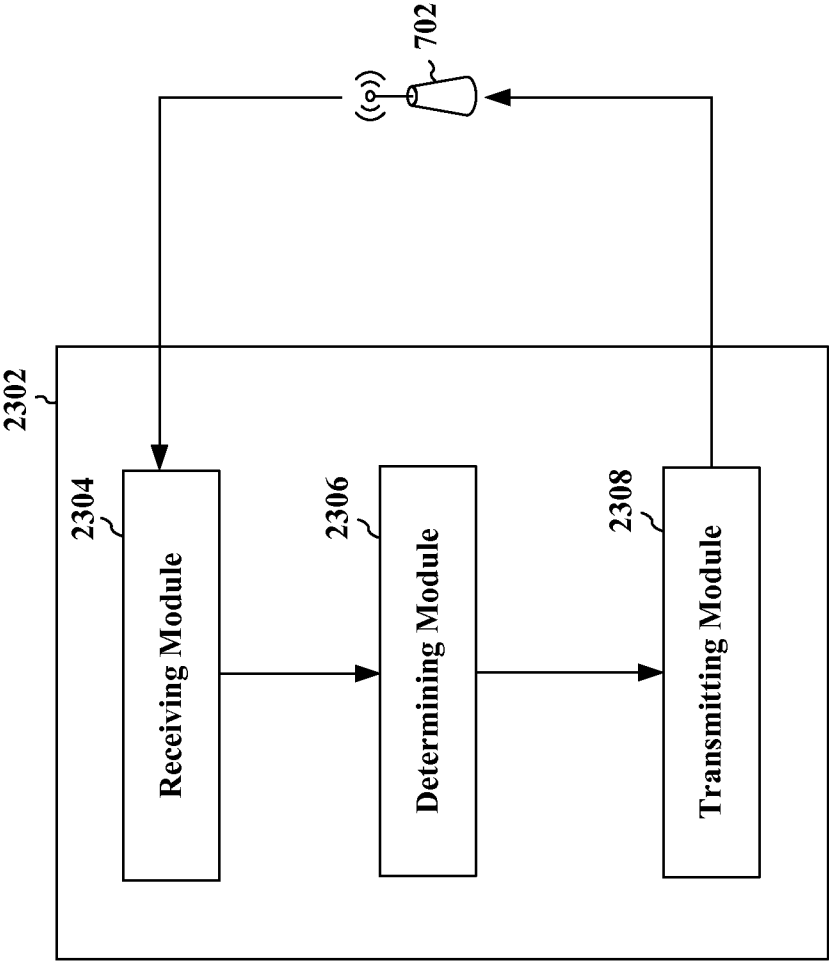 702
2302
2304
Receiving Module
2306
Determining Module
2308
Transmitting Module